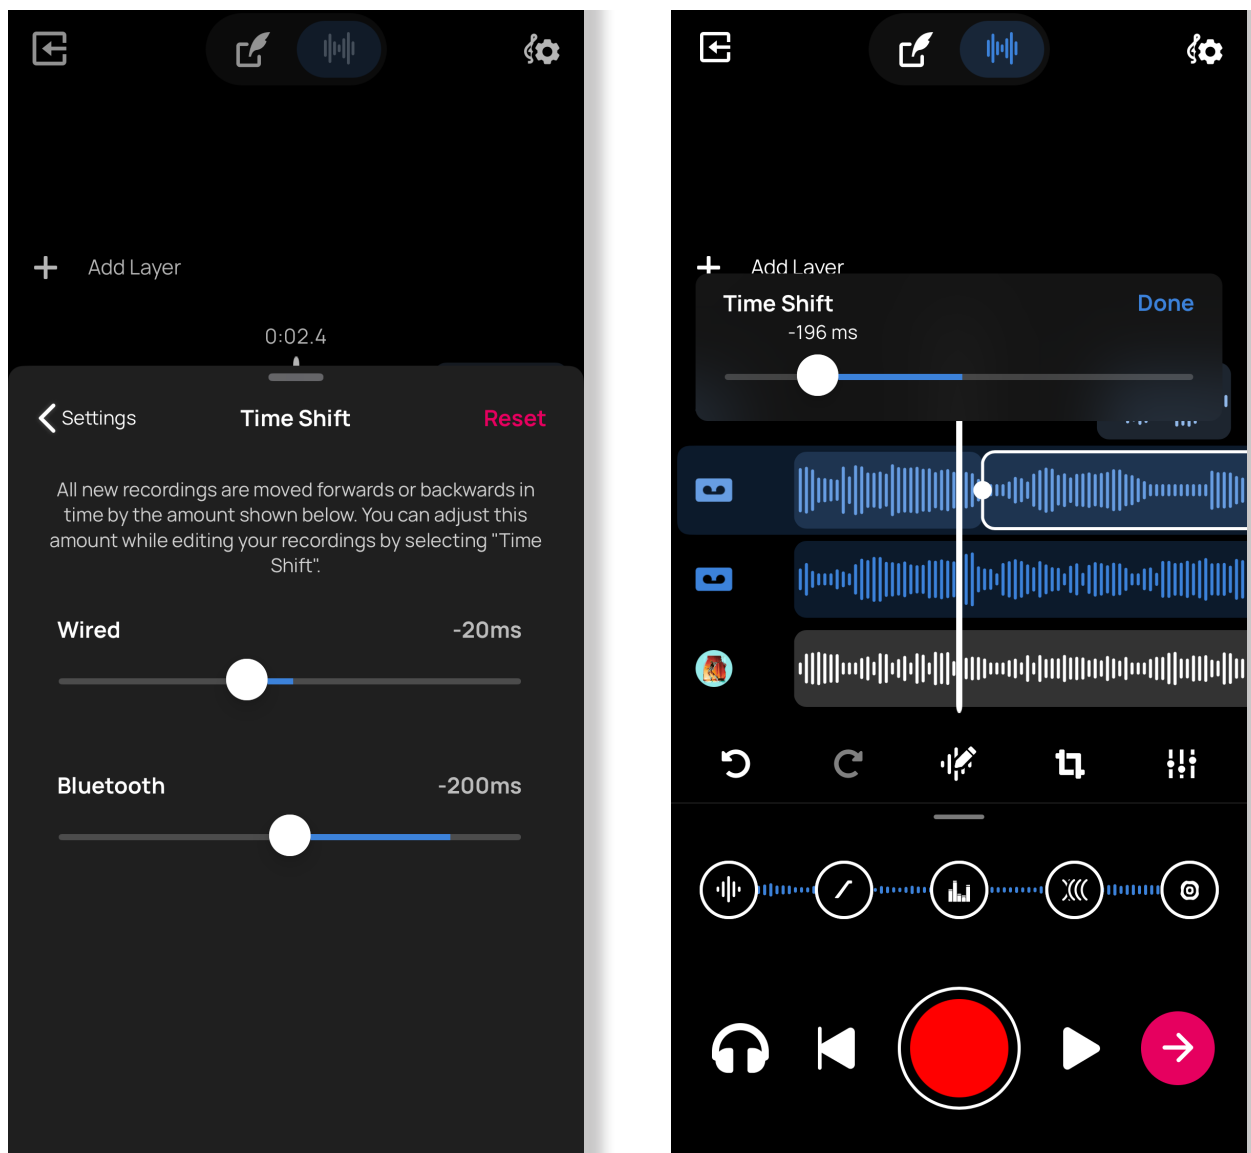 Add Layer
0:02.4
Settings
Time Shift
Reset
All new recordings are moved forwards or backwards in
time by the amount shown below. You can adjust this
amount while editing your recordings by selecting "Time
Shift".
Wired
-20ms
Bluetooth
-200ms
Add Layer
Time Shift
Done
-196 ms